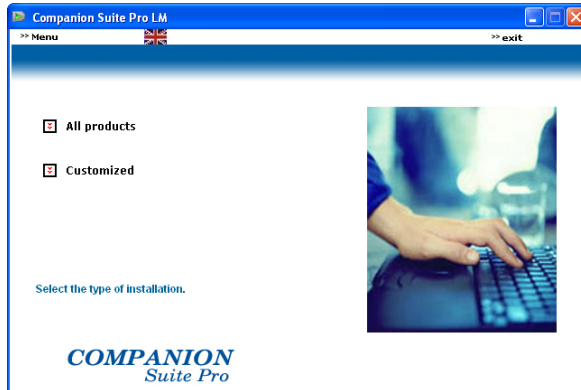 Companion Suite Pro LM
>> Menu
>> exit
All products
Customized
Select the type of installation.
COMPANION
Suite Pro